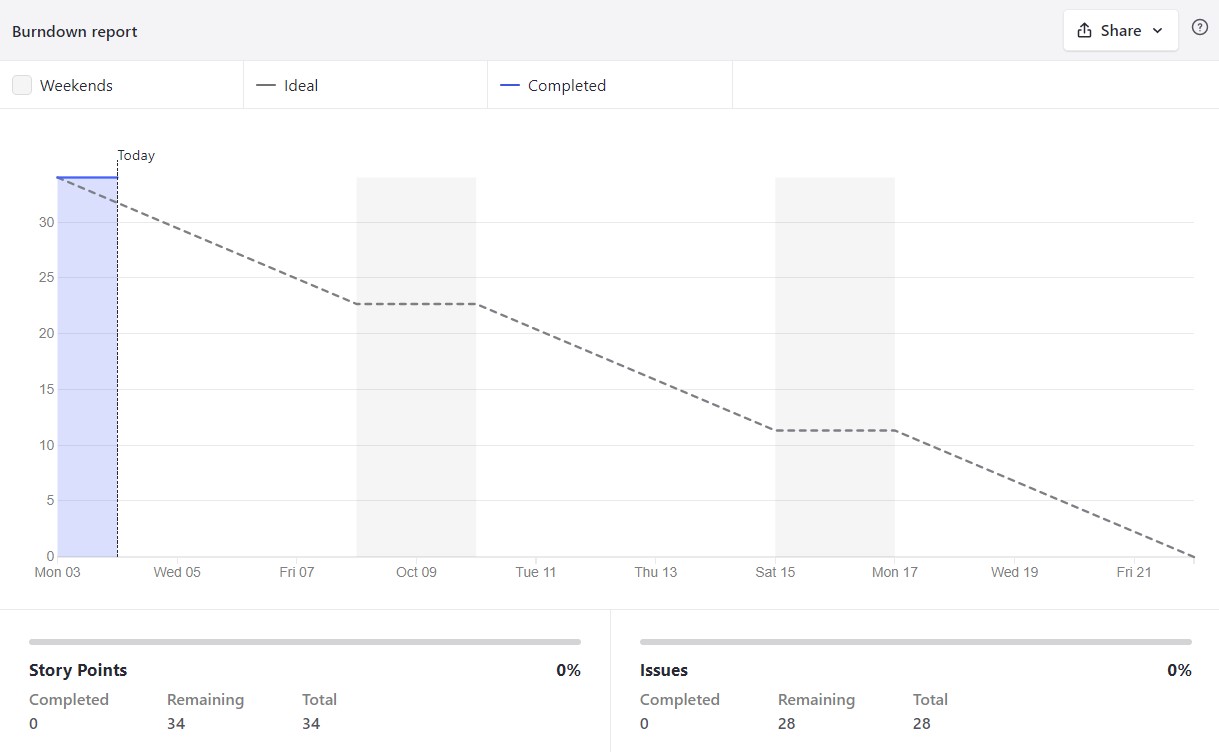 Burndown report
Share
Weekends
Ideal
Completed
Today
30
25
20
15
10
5
0
Mon 03 Wed 05 Fri 07 Oct 09 Tue 11 Thu 13 Sat 15 Mon 17 Wed 19 Fri 21
Story Points 0%
Completed Remaining Total
0 34 34
Issues 0%
Completed Remaining Total
0 28 28